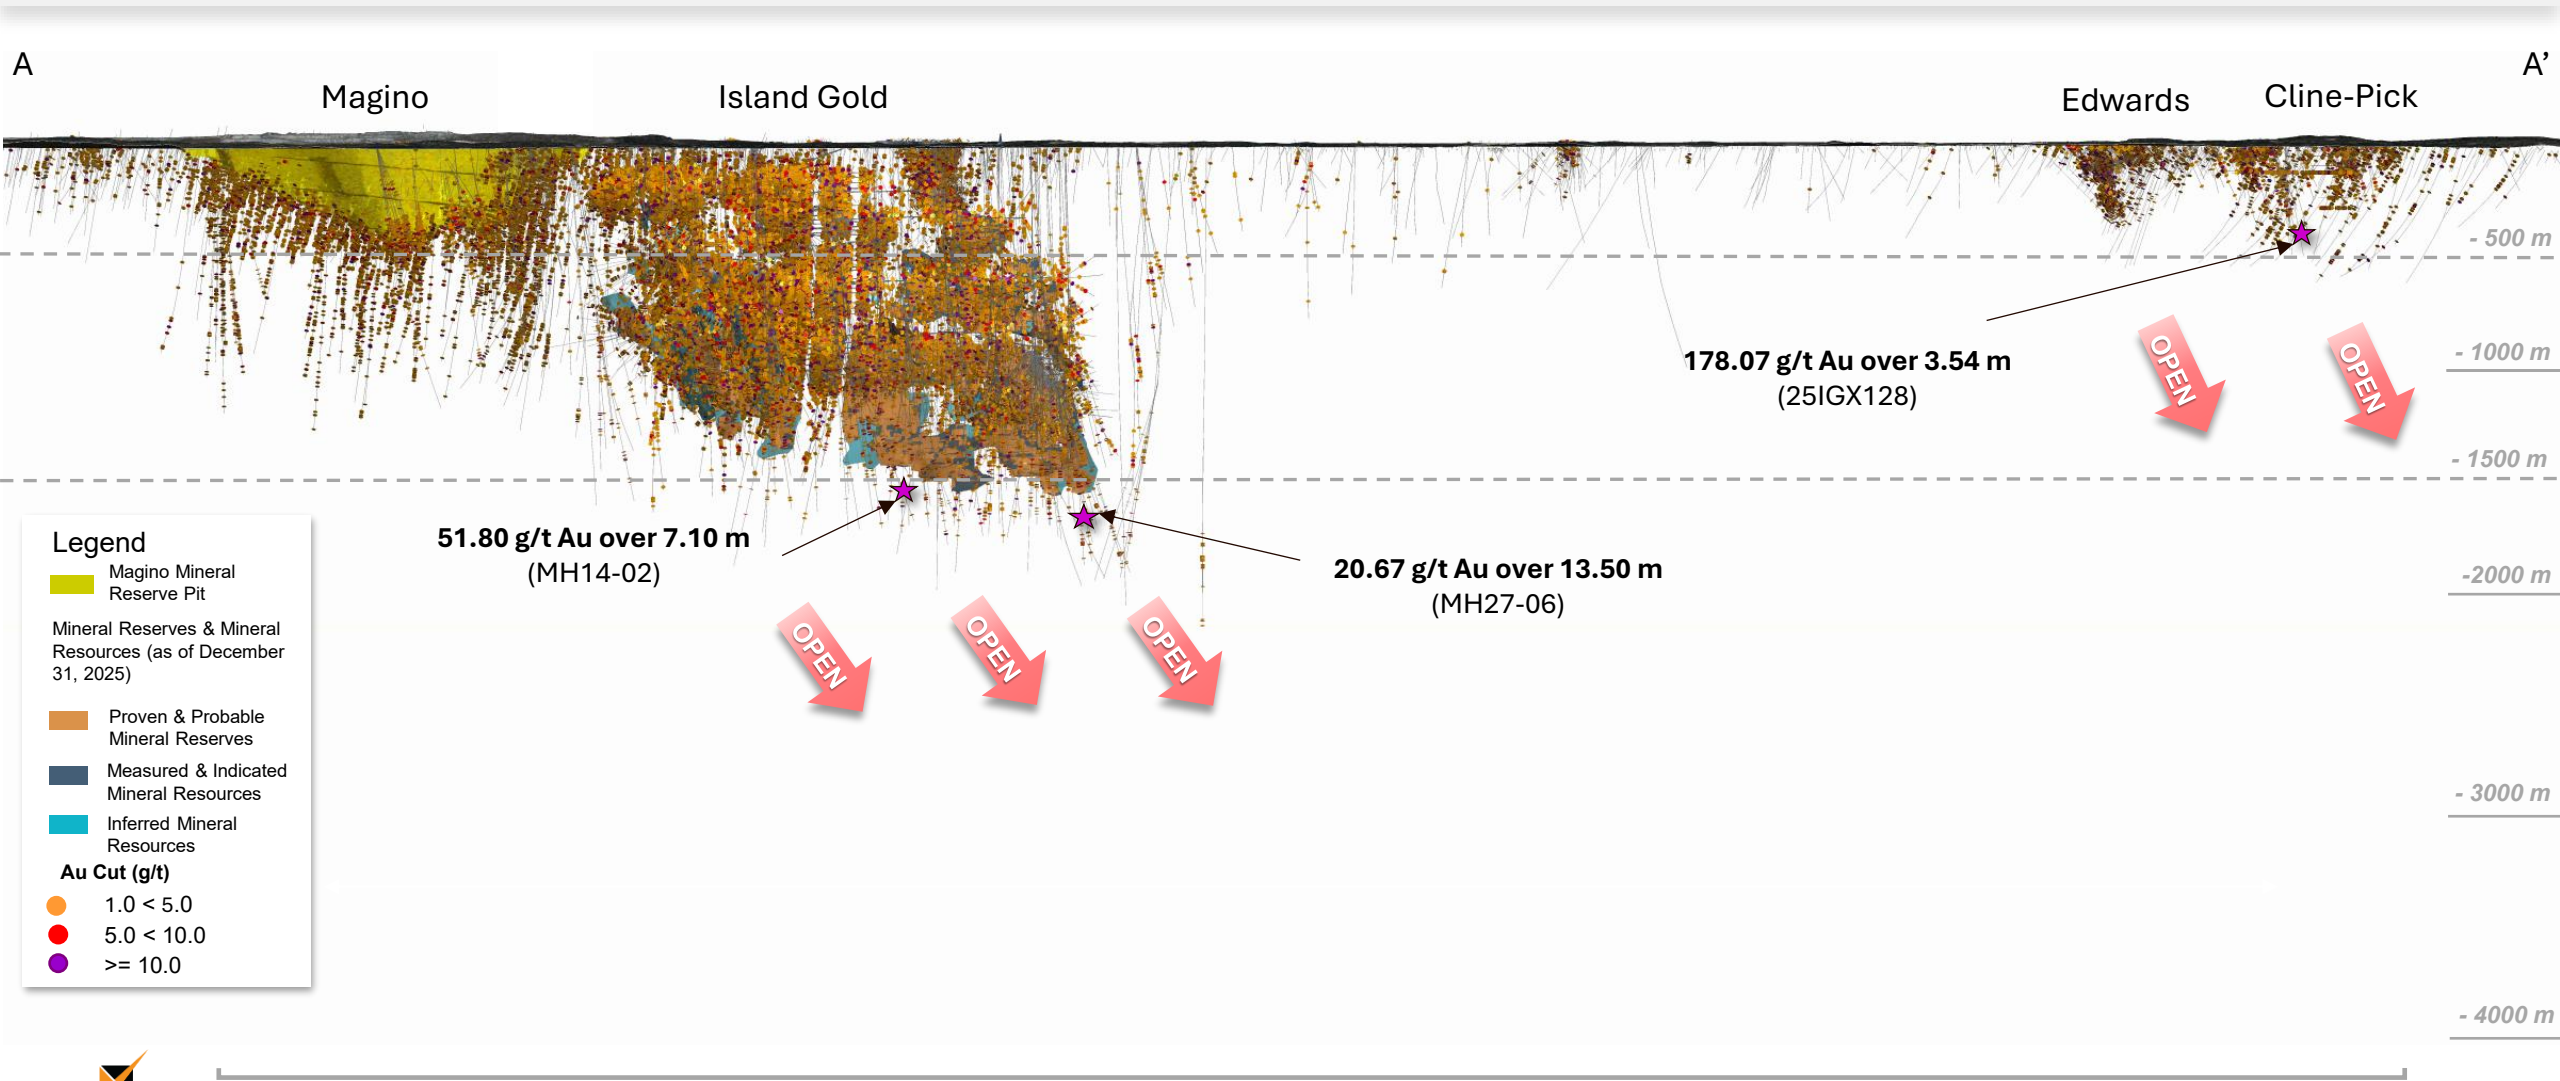 A
A’
Magino
Island Gold
Edwards
Cline-Pick
- 500 m
- 1000 m
- 1500 m
-2000 m
- 3000 m
- 4000 m
178.07 g/t Au over 3.54 m
(25IGX128)
OPEN
OPEN
51.80 g/t Au over 7.10 m
(MH14-02)
20.67 g/t Au over 13.50 m
(MH27-06)
OPEN
OPEN
OPEN
Legend
Magino Mineral
Reserve Pit
Mineral Reserves & Mineral
Resources (as of December
31, 2025)
Proven & Probable
Mineral Reserves
Measured & Indicated
Mineral Resources
Inferred Mineral
Resources
Au Cut (g/t)
1.0 < 5.0
5.0 < 10.0
>= 10.0